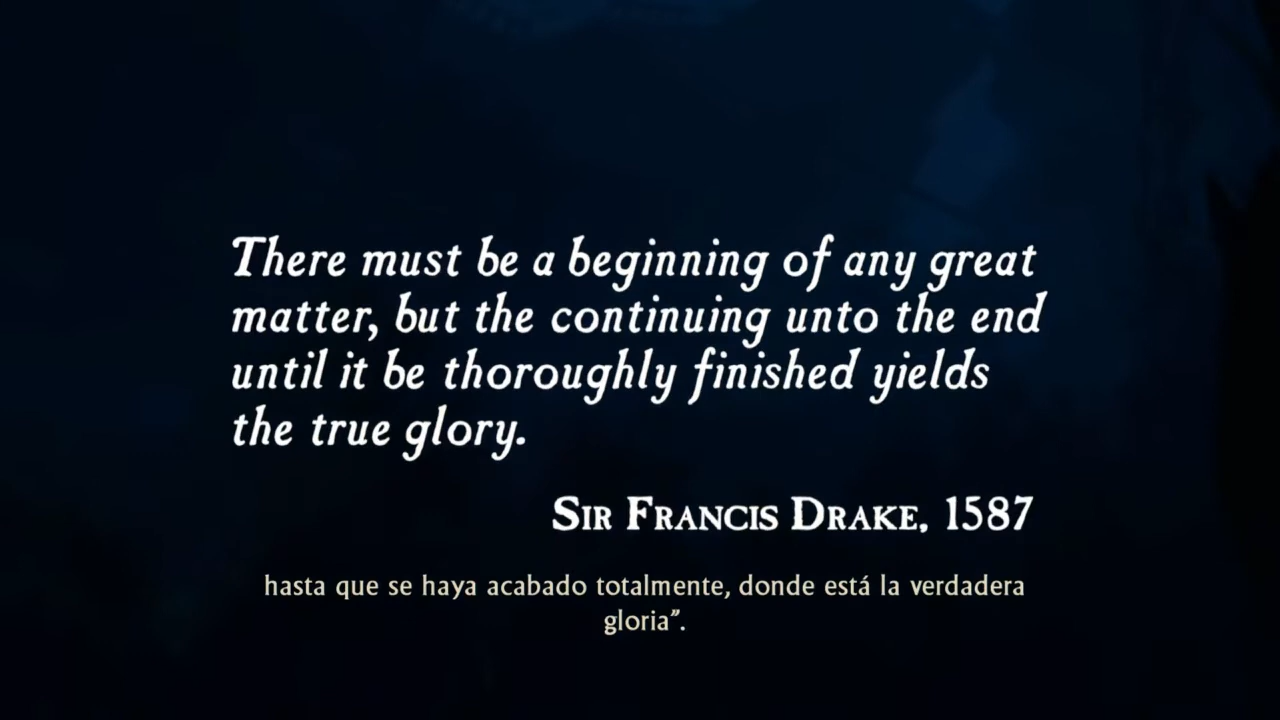 There must be a beginning of any great
matter, but the continuing unto the end
until it be thoroughly finished yields
the true glory.
Sir Francis Drake, 1587
hasta que se haya acabado totalmente, donde está la verdadera
gloria”.